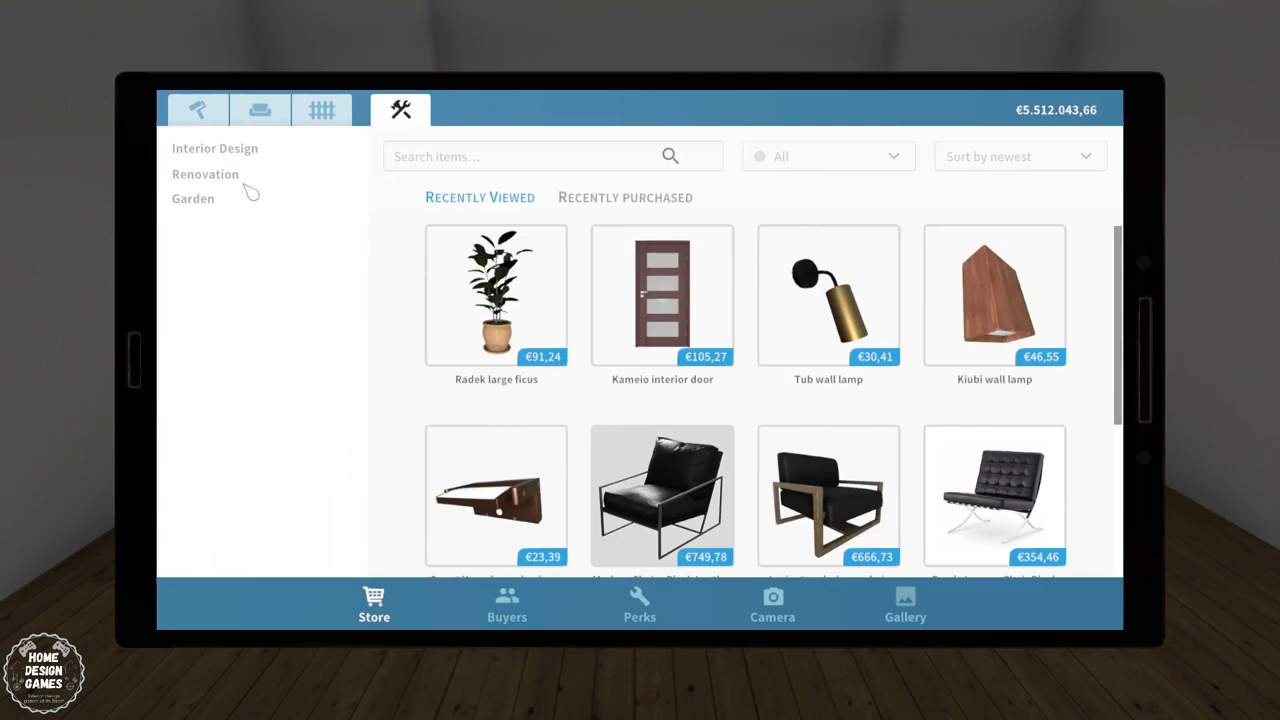 €5.512.043,66
Interior Design
Renovation
Garden
Search items...
All
Sort by newest
RECENTLY VIEWED
RECENTLY PURCHASED
€91,24
€105,27
€30,41
€46,55
Radek large ficus
Kameio interior door
Tub wall lamp
Kiubi wall lamp
€23,39
€749,78
€666,73
€354,46
Store
Buyers
Perks
Camera
Gallery
HOME
DESIGN
GAMES